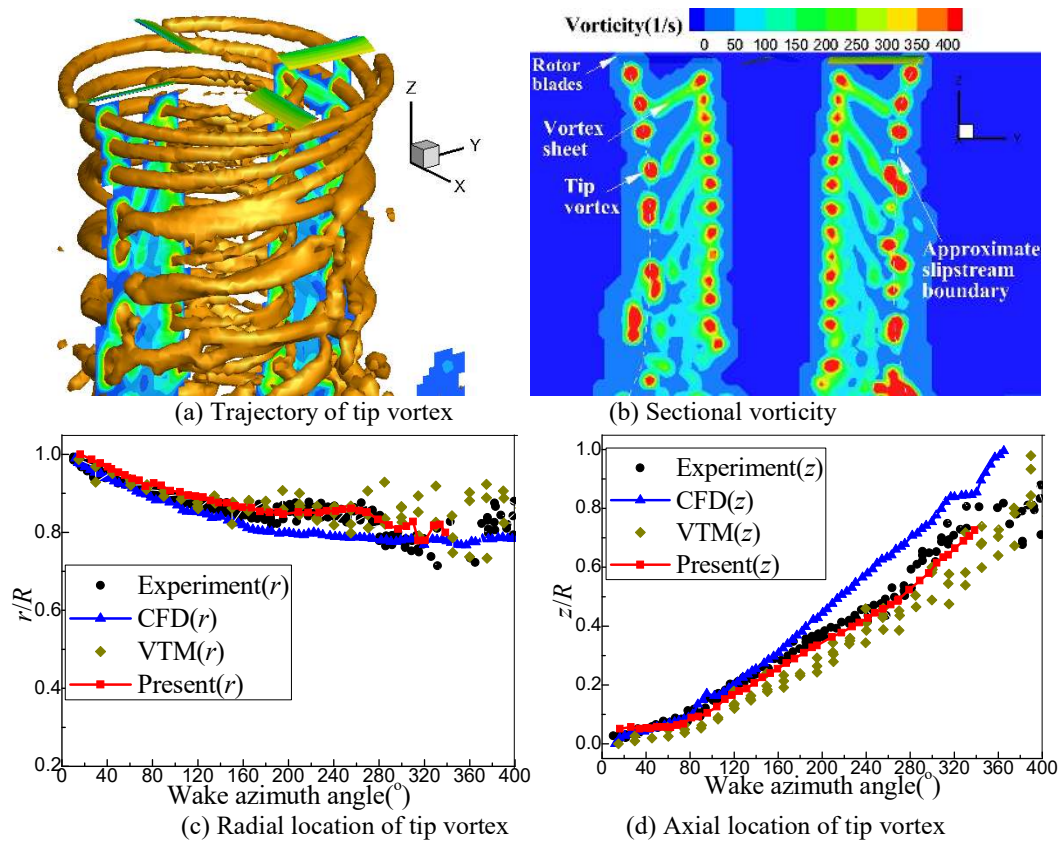 Vorticity(1/s)
0 50 100 150 200 250 300 350 400
Rotor
blades
Vortex
sheet
Tip
vortex
Approximate
slipstream
boundary
Z
Y
X
Y
(a) Trajectory of tip vortex
(b) Sectional vorticity
1.0
0.8
0.6
0.4
0.2
r/R
Experiment(r)
CFD(r)
VTM(r)
Present(r)
0 40 80 120 160 200 240 280 320 360 400
Wake azimuth angle(°)
(c) Radial location of tip vortex
1.0
0.8
0.6
0.4
0.2
0.0
z/R
Experiment(z)
CFD(z)
VTM(z)
Present(z)
0 40 80 120 160 200 240 280 320 360 400
Wake azimuth angle(°)
(d) Axial location of tip vortex